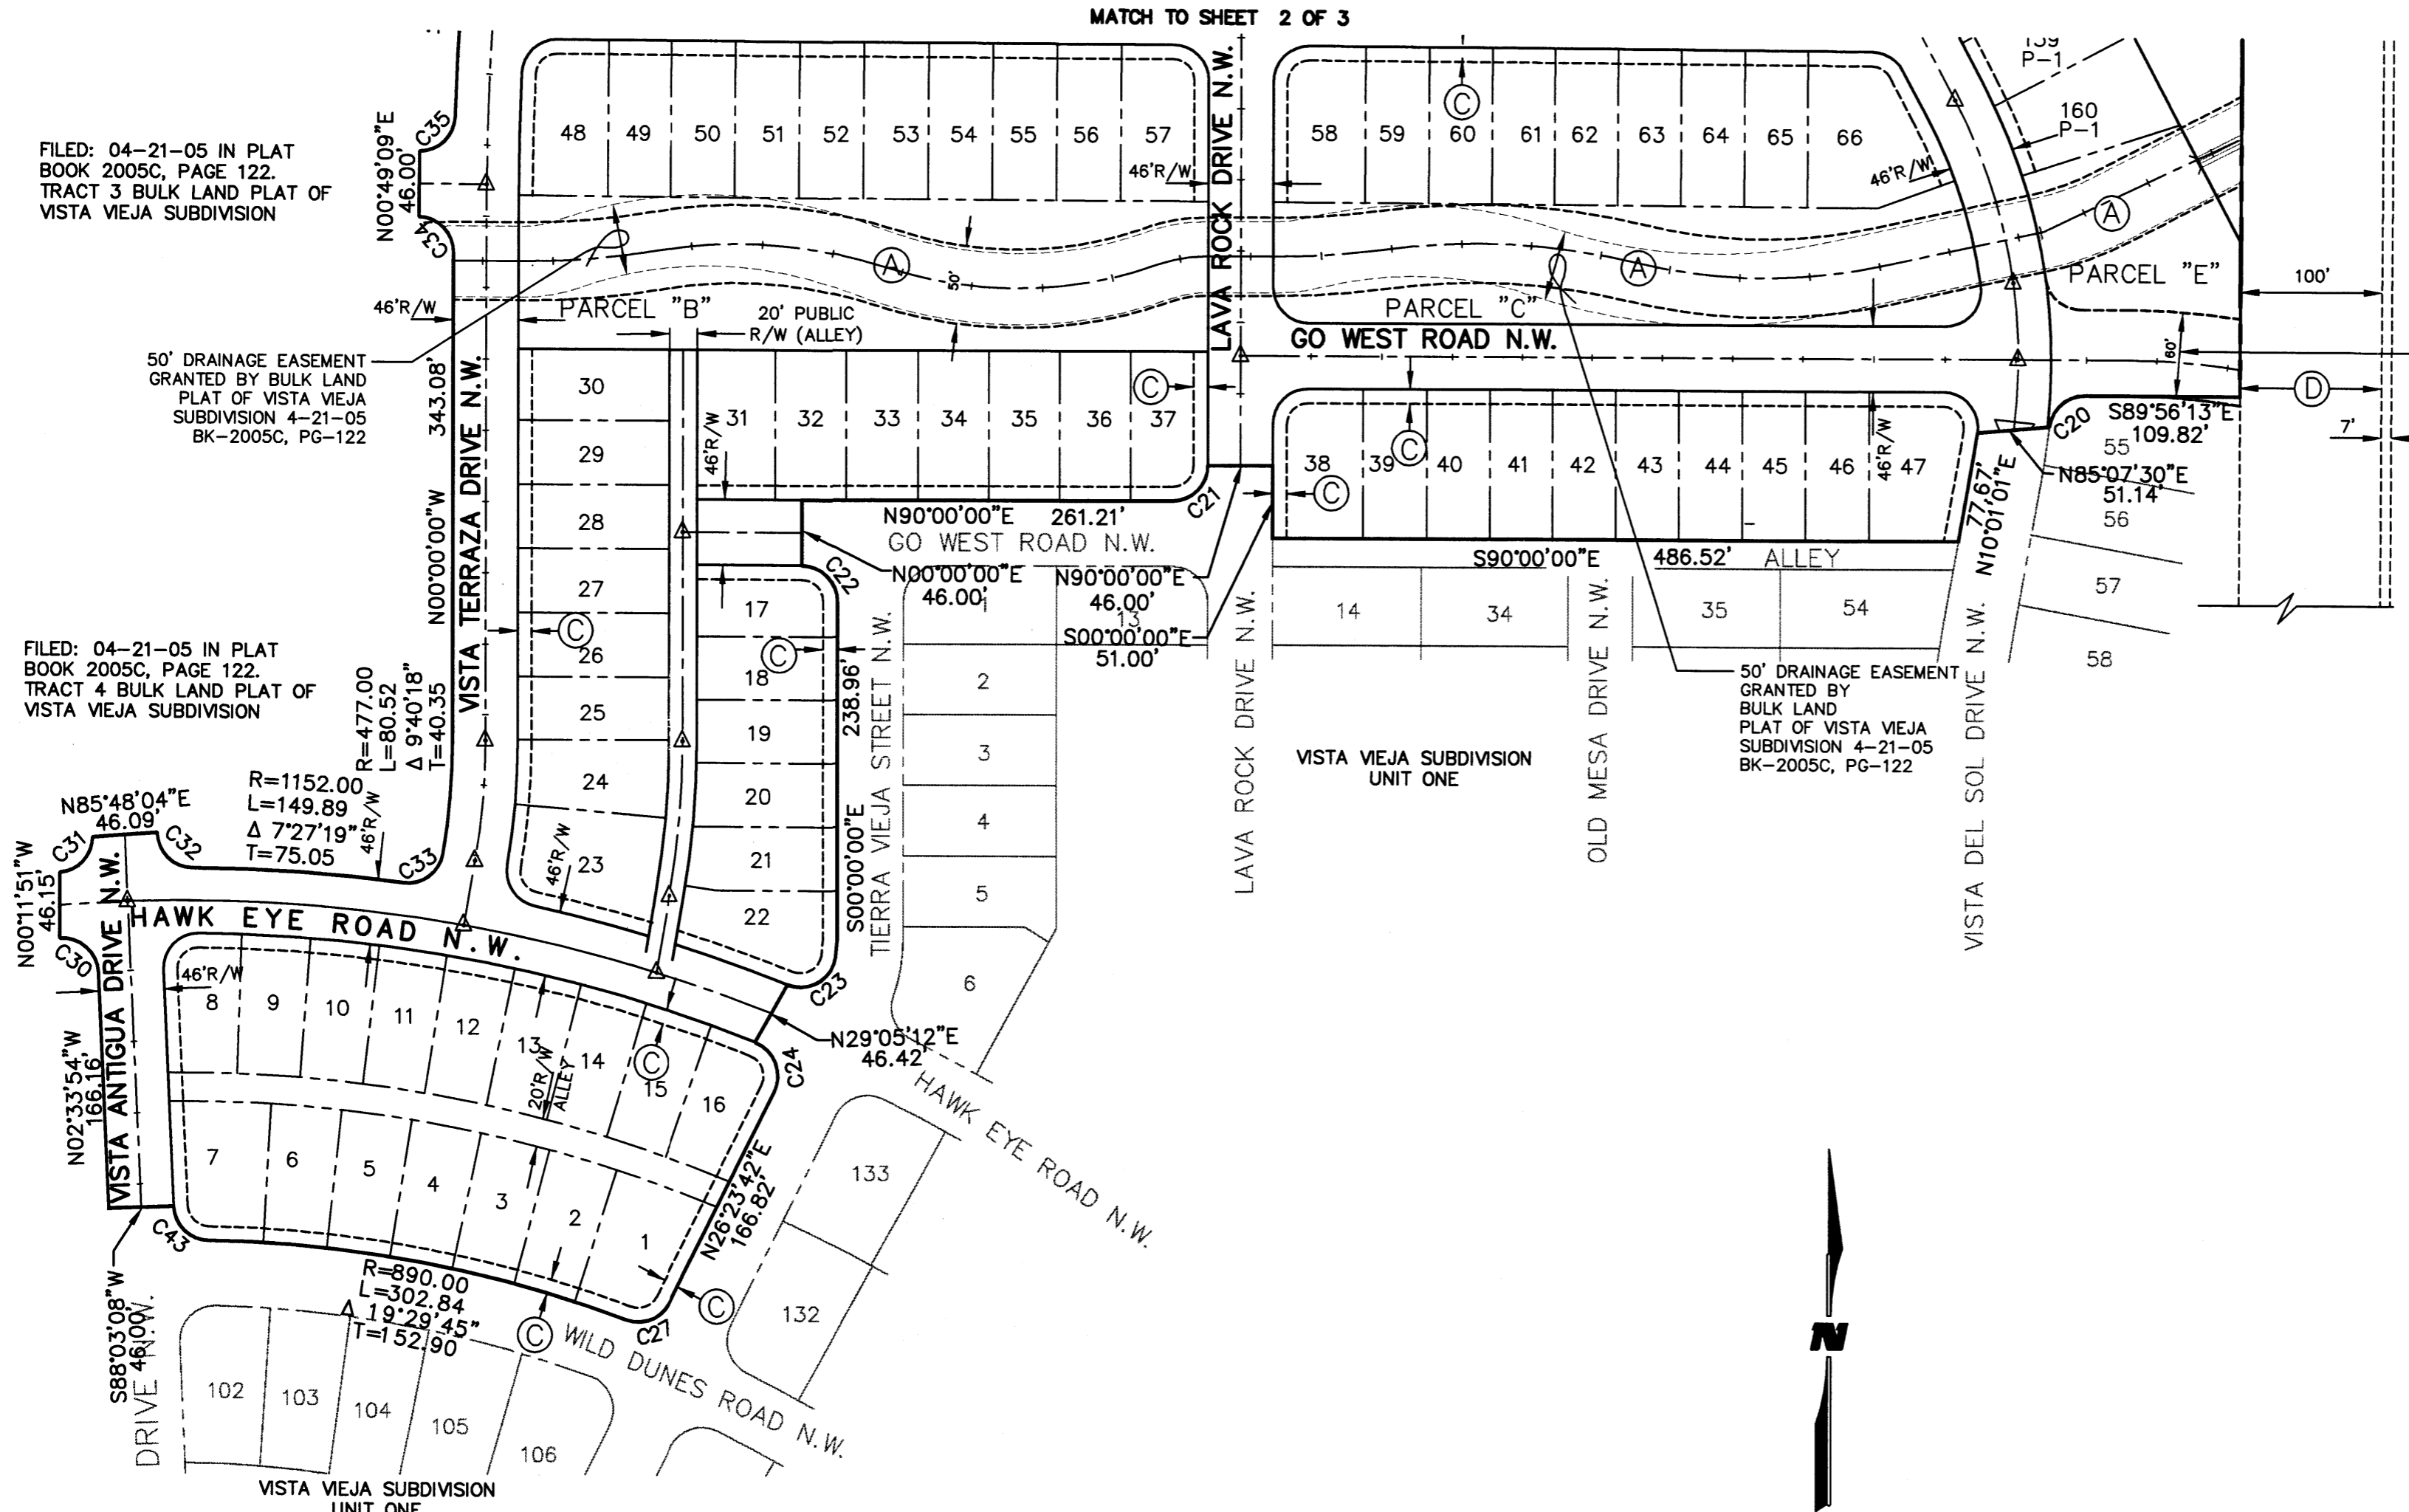 MATCH TO SHEET 2 OF 3
FILED: 04-21-05 IN PLAT
BOOK 2005C, PAGE 122.
TRACT 3 BULK LAND PLAT OF
VISTA VIEJA SUBDIVISION
C35
N00°49'09"E
46.00'
C34
48
49
50
51
52
53
54
55
56
57
46'R/W
LAVA ROCK DRIVE N.W.
58
59
60
61
62
63
64
65
66
C
46'R/W
159
P-1
160
P-1
A
A
A
50'
PARCEL "B"
PARCEL "C"
PARCEL "E"
100'
46'R/W
20' PUBLIC
R/W (ALLEY)
GO WEST ROAD N.W.
60'
D
7'
50' DRAINAGE EASEMENT
GRANTED BY BULK LAND
PLAT OF VISTA VIEJA
SUBDIVISION 4-21-05
BK-2005C, PG-122
343.08'
N00°00'00"W
VISTA TERRAZA DRIVE N.W.
30
29
28
27
26
25
24
23
C
46'R/W
31
32
33
34
35
36
37
C
46'R/W
C21
38
39
40
41
42
43
44
45
46
47
C
C
46'R/W
C20
S89°56'13"E
109.82'
55
N85°07'30"E
51.14'
56
57
58
77.67'
N10°01'01"E
N90°00'00"E 261.21'
GO WEST ROAD N.W.
C22
N00°00'00"E
46.00'
1
N90°00'00"E
46.00'
13
S00°00'00"E
51.00'
S90°00'00"E 486.52' ALLEY
14
34
35
54
17
18
19
20
21
22
C
238.96'
S00°00'00"E
TIERRA VIEJA STREET N.W.
2
3
4
5
6
LAVA ROCK DRIVE N.W.
OLD MESA DRIVE N.W.
VISTA DEL SOL DRIVE N.W.
VISTA VIEJA SUBDIVISION
UNIT ONE
50' DRAINAGE EASEMENT
GRANTED BY
BULK LAND
PLAT OF VISTA VIEJA
SUBDIVISION 4-21-05
BK-2005C, PG-122
FILED: 04-21-05 IN PLAT
BOOK 2005C, PAGE 122.
TRACT 4 BULK LAND PLAT OF
VISTA VIEJA SUBDIVISION
R=477.00
L=80.52
Δ 9°40'18"
T=40.35
R=1152.00
L=149.89
Δ 7°27'19"
T=75.05
46'R/W
N85°48'04"E
46.09'
C31
C32
C33
N00°11'51"W
46.15'
C30
HAWK EYE ROAD N.W.
VISTA ANTIGUA DRIVE N.W.
46'R/W
N02°33'54"W
166.16'
8
9
10
11
12
13
14
15
16
C
20'R/W
ALLEY
C23
N29°05'12"E
46.42'
C24
7
6
5
4
3
2
1
N26°23'42"E
166.82'
C
C43
R=890.00
L=302.84
Δ 19°29'45"
T=152.90
C
C27
S88°03'08"W
46.00'
DRIVE N.W.
WILD DUNES ROAD N.W.
HAWK EYE ROAD N.W.
133
132
102
103
104
105
106
VISTA VIEJA SUBDIVISION
UNIT ONE
N